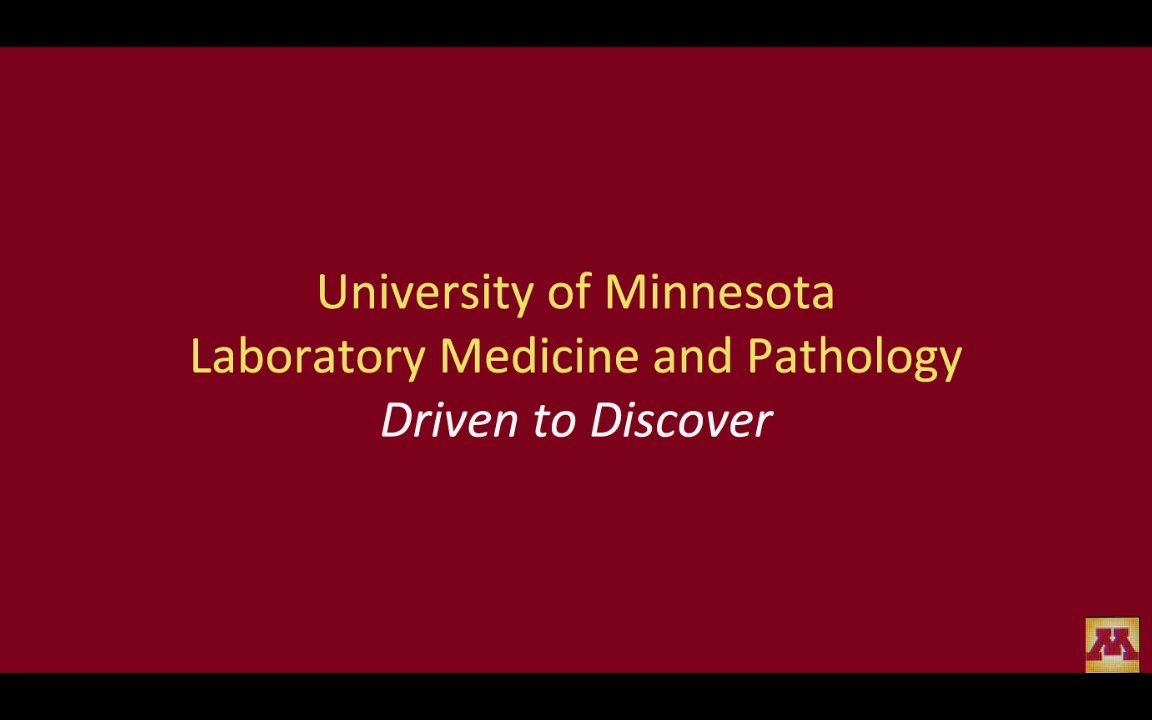 University of Minnesota
Laboratory Medicine and Pathology
Driven to Discover
M